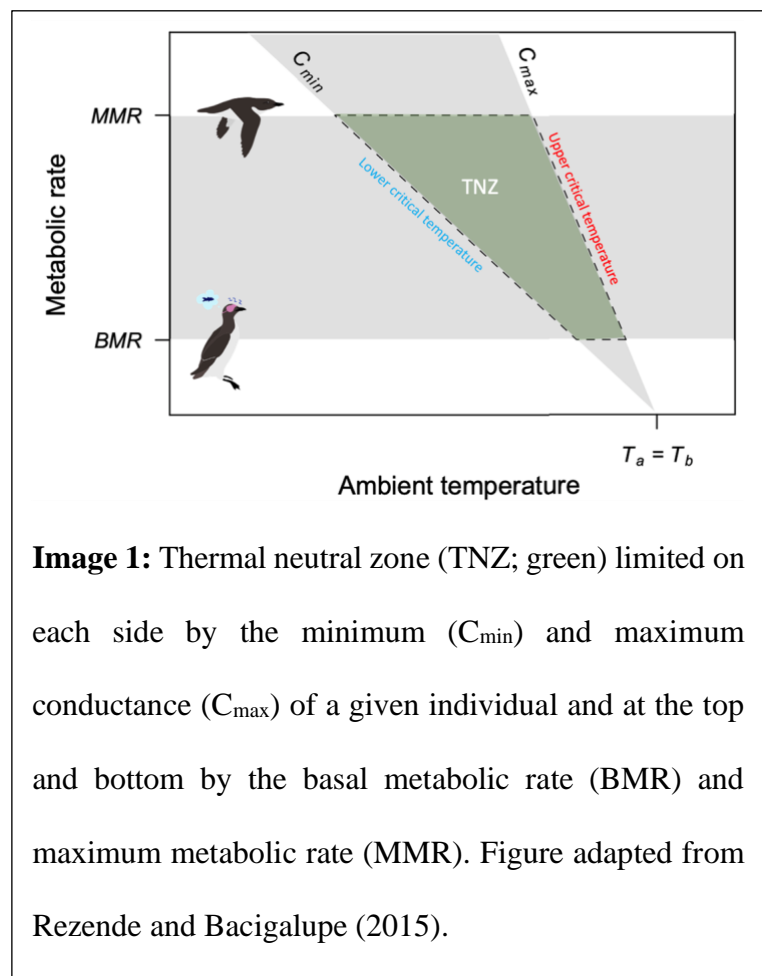 C min
C max
MMR
Lower critical temperature
TNZ
Upper critical temperature
Metabolic rate
zzz
BMR
T a = T b
Ambient temperature
Image 1: Thermal neutral zone (TNZ; green) limited on
each side by the minimum (Cmin) and maximum
conductance (Cmax) of a given individual and at the top
and bottom by the basal metabolic rate (BMR) and
maximum metabolic rate (MMR). Figure adapted from
Rezende and Bacigalupe (2015).